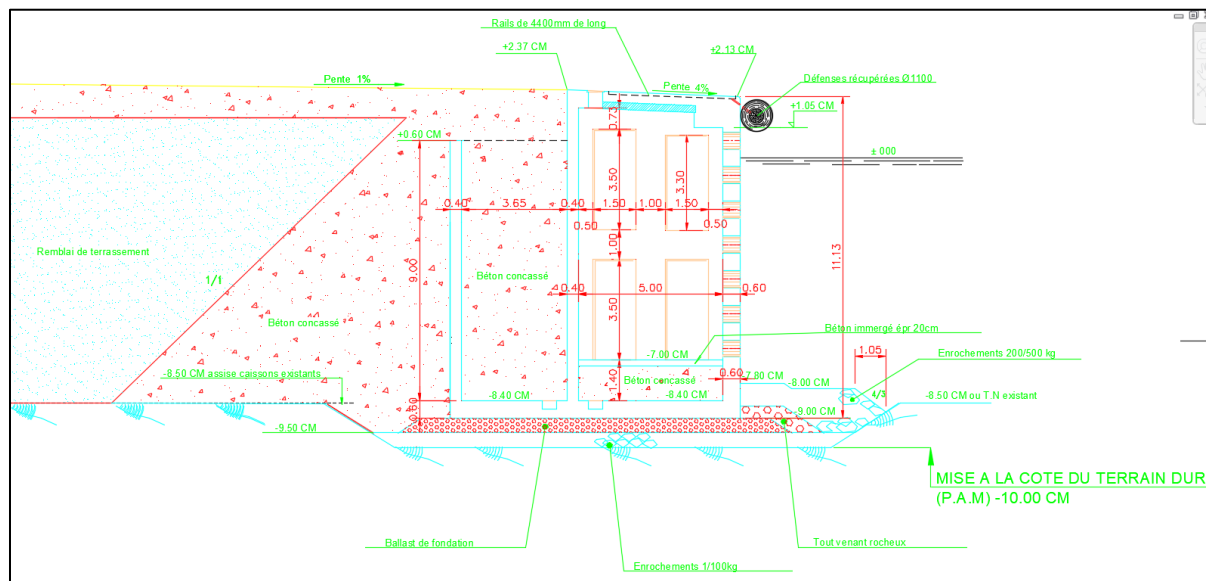 Rails de 4400mm de long
+2.37 CM
+2.13 CM
Pente 1%
Pente 4%
Défenses récupérées Ø1100
+1.05 CM
0.73
+0.60 CM
± 000
3.50
3.30
0.40
3.65
0.40
0.40
1.50
1.00
1.50
0.50
0.50
Remblai de terrassement
1.00
11.13
1/1
9.00
Béton concassé
0.40
5.00
0.60
3.50
Béton concassé
Béton immergé épr 20cm
-7.00 CM
1.05
Enrochements 200/500 kg
-8.50 CM assise caissons existants
1.40
Béton concassé
0.60
-7.80 CM
-8.00 CM
-8.40 CM
-8.40 CM
4/3
-8.50 CM ou T.N existant
0.60
-9.00 CM
-9.50 CM
MISE A LA COTE DU TERRAIN DUR
(P.A.M) -10.00 CM
Ballast de fondation
Tout venant rocheux
Enrochements 1/100kg